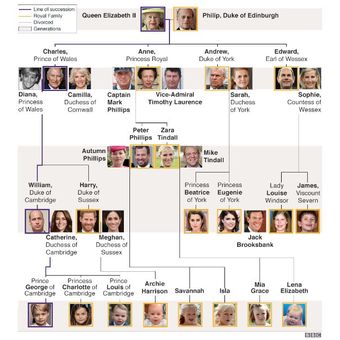 Line of succession
Royal Family
Divorced
Generations
Queen Elizabeth II
Philip, Duke of Edinburgh
Charles,
Prince of Wales
Anne,
Princess Royal
Andrew,
Duke of York
Edward,
Earl of Wessex
Diana,
Princess
of Wales
Camilla,
Duchess of
Cornwall
Captain
Mark
Phillips
Vice-Admiral
Timothy Laurence
Sarah,
Duchess
of York
Sophie,
Countess of
Wessex
Peter
Phillips
Zara
Tindall
Autumn
Phillips
Mike
Tindall
William,
Duke of
Cambridge
Harry,
Duke of
Sussex
Princess
Beatrice
of York
Princess
Eugenie
of York
Lady
Louise
Windsor
James,
Viscount
Severn
Catherine,
Duchess of
Cambridge
Meghan,
Duchess of
Sussex
Jack
Brooksbank
Prince
George of
Cambridge
Princess
Charlotte of
Cambridge
Prince
Louis of
Cambridge
Archie
Harrison
Savannah
Isla
Mia
Grace
Lena
Elizabeth
BBC